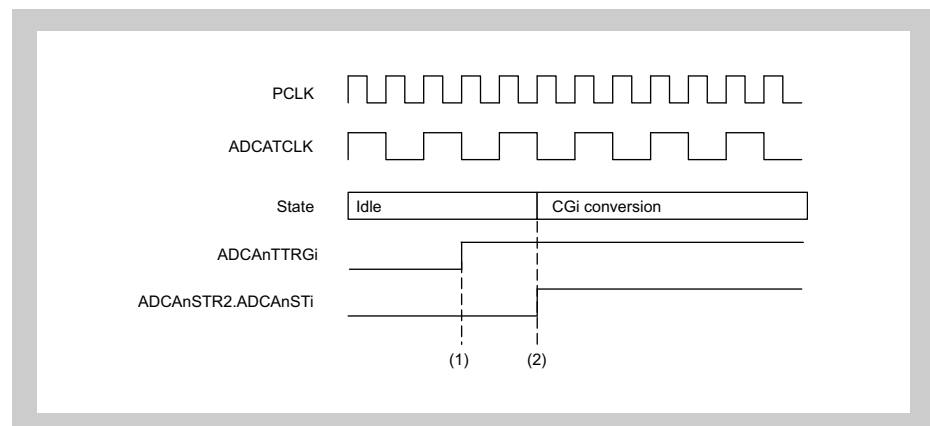 PCLK
ADCATCLK
State Idle CGi conversion
ADCAnTTRGi
ADCAnSTR2.ADCAnSTi
(1) (2)